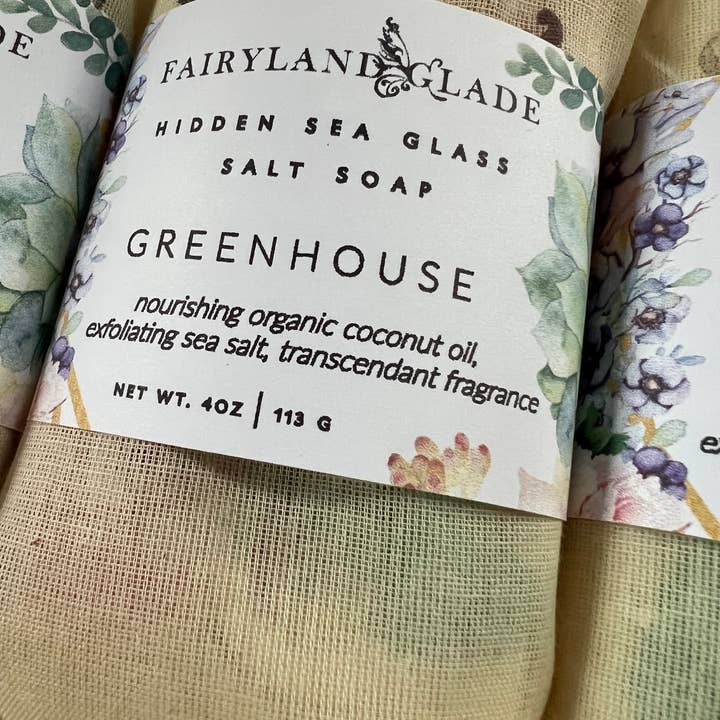 FAIRYLAND GLADE
HIDDEN SEA GLASS
SALT SOAP
GREENHOUSE
nourishing organic coconut oil,
exfoliating sea salt, transcendant fragrance
NET WT. 4OZ | 113 G